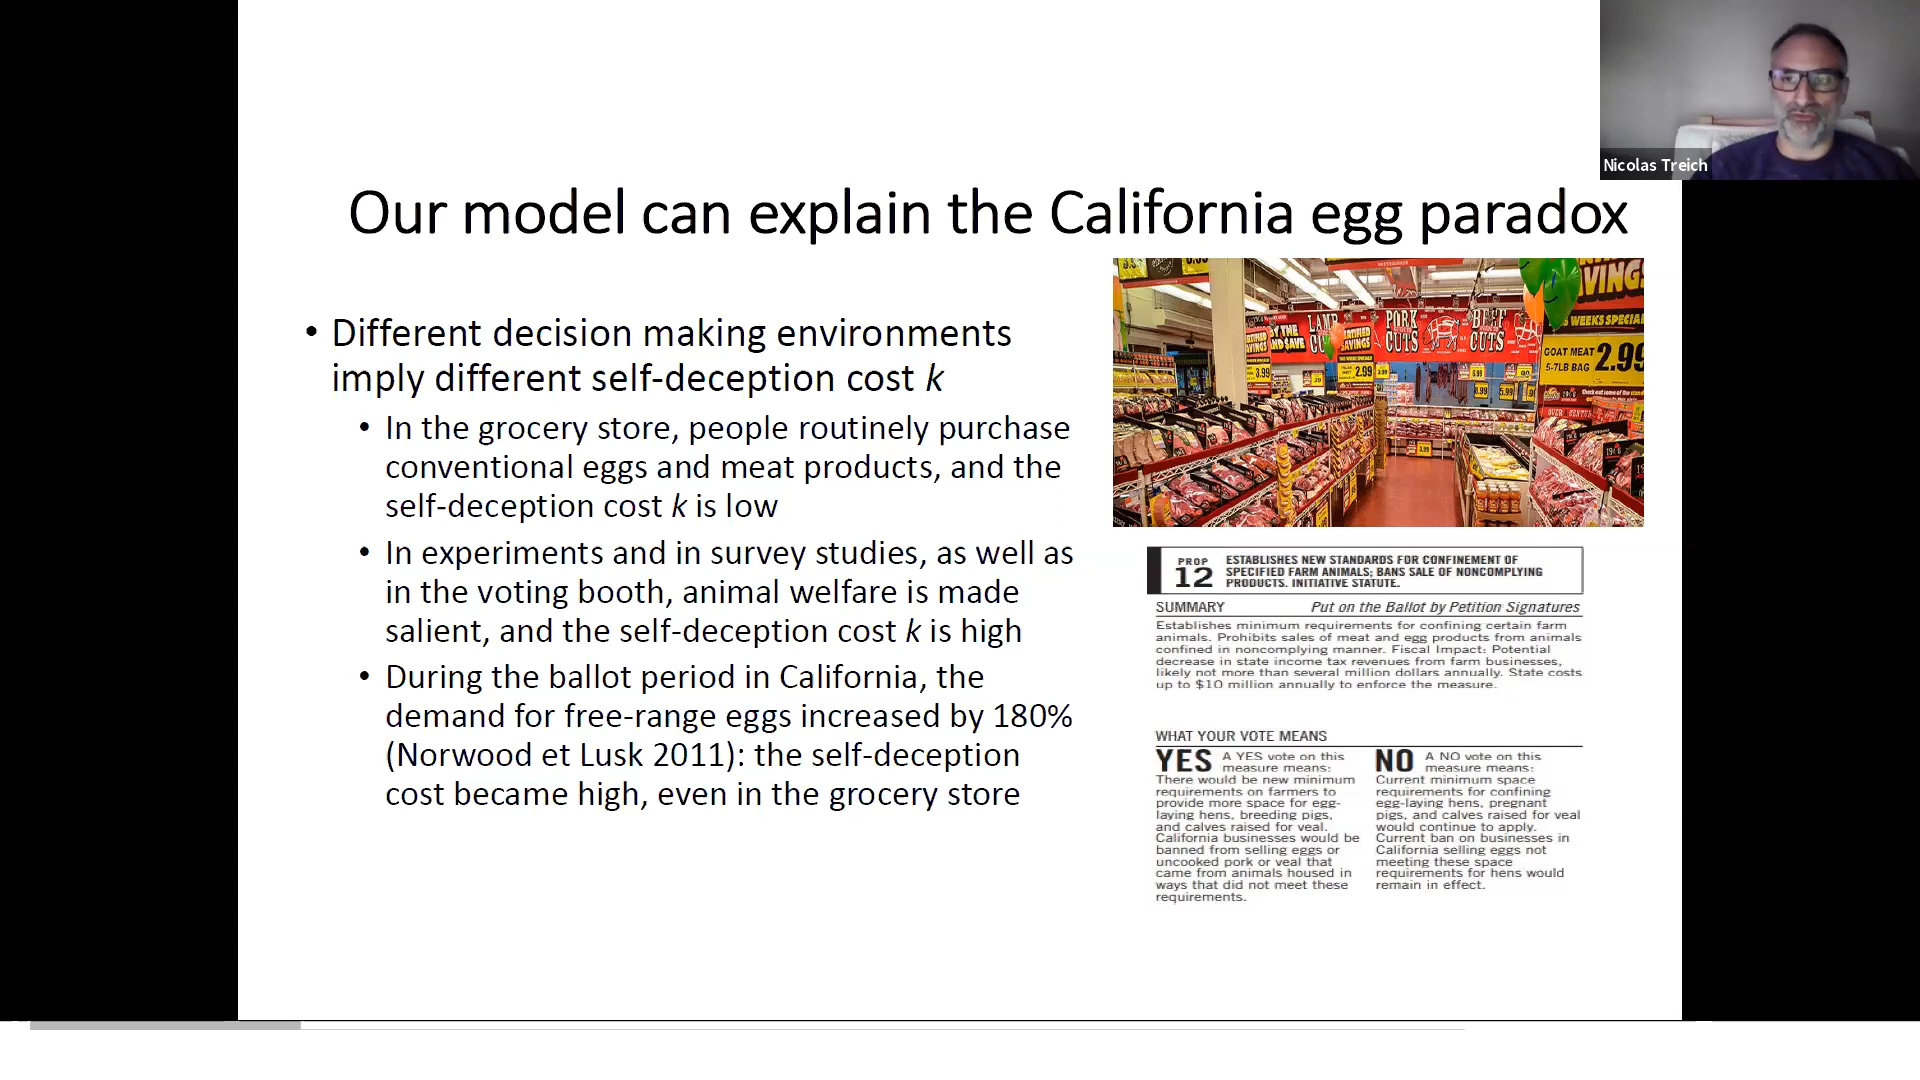 Nicolas Treich
Our model can explain the California egg paradox
• Different decision making environments
imply different self-deception cost k
• In the grocery store, people routinely purchase
conventional eggs and meat products, and the
self-deception cost k is low
• In experiments and in survey studies, as well as
in the voting booth, animal welfare is made
salient, and the self-deception cost k is high
• During the ballot period in California, the
demand for free-range eggs increased by 180%
(Norwood et Lusk 2011): the self-deception
cost became high, even in the grocery store
VINGS
WEEKS SPECIAL
LAMB
PORK
CUTS
BEEF
CUTS
GOAT MEAT 2.99
5-7LB BAG
PROP
12
ESTABLISHES NEW STANDARDS FOR CONFINEMENT OF
SPECIFIED FARM ANIMALS; BANS SALE OF NONCOMPLYING
PRODUCTS. INITIATIVE STATUTE.
SUMMARY Put on the Ballot by Petition Signatures
Establishes minimum requirements for confining certain farm
animals. Prohibits sales of meat and egg products from animals
confined in noncomplying manner. Fiscal Impact: Potential
decrease in state income tax revenues from farm businesses,
likely not more than several million dollars annually. State costs
up to $10 million annually to enforce the measure.
WHAT YOUR VOTE MEANS
YES A YES vote on this
measure means:
There would be new minimum
requirements on farmers to
provide more space for egg-
laying hens, breeding pigs,
and calves raised for veal.
California businesses would be
banned from selling eggs or
uncooked pork or veal that
came from animals housed in
ways that did not meet these
requirements.
NO A NO vote on this
measure means:
Current minimum space
requirements for confining
egg-laying hens, pregnant
pigs, and calves raised for veal
would continue to apply.
Current ban on businesses in
California selling eggs not
meeting these space
requirements for hens would
remain in effect.